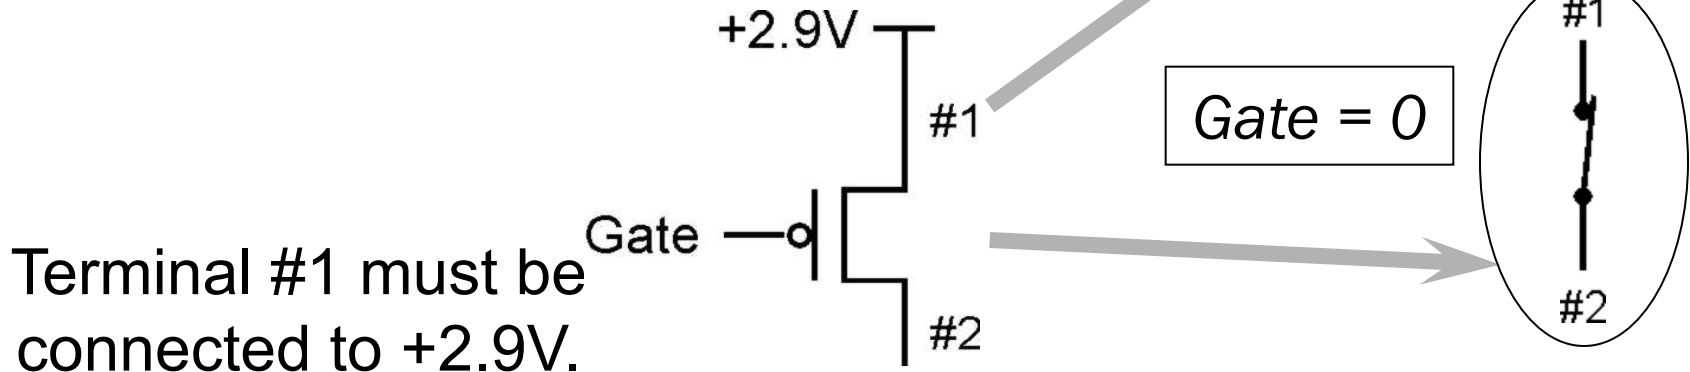 +2.9V
#1
Gate
#2
Terminal #1 must be
connected to +2.9V.
Gate = 0
#1
#2